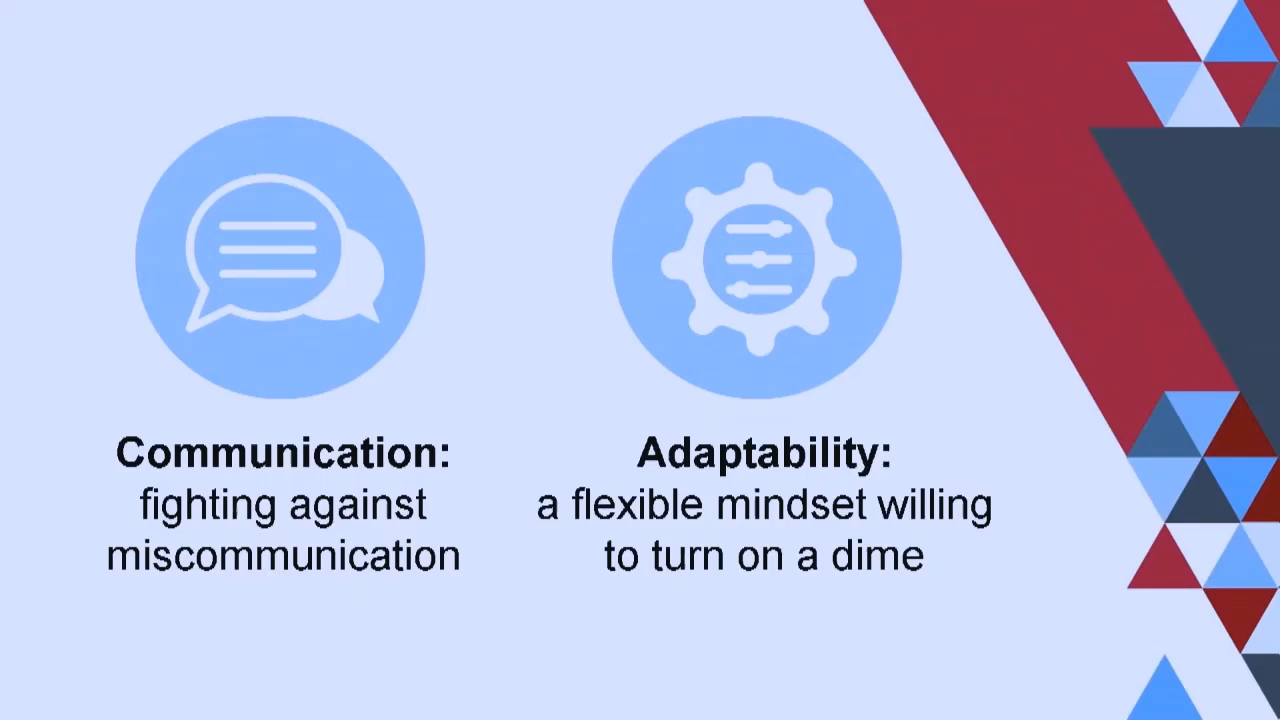 Communication:
fighting against
miscommunication
Adaptability:
a flexible mindset willing
to turn on a dime